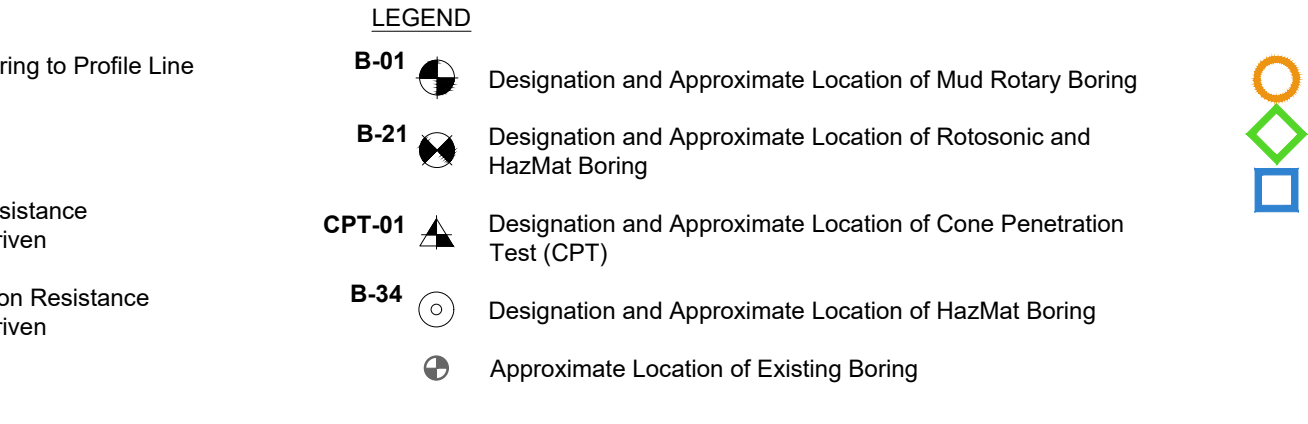 LEGEND
ring to Profile Line
sistance
riven
on Resistance
riven
B-01
Designation and Approximate Location of Mud Rotary Boring
B-21
Designation and Approximate Location of Rotosonic and
HazMat Boring
CPT-01
Designation and Approximate Location of Cone Penetration
Test (CPT)
B-34
Designation and Approximate Location of HazMat Boring
Approximate Location of Existing Boring